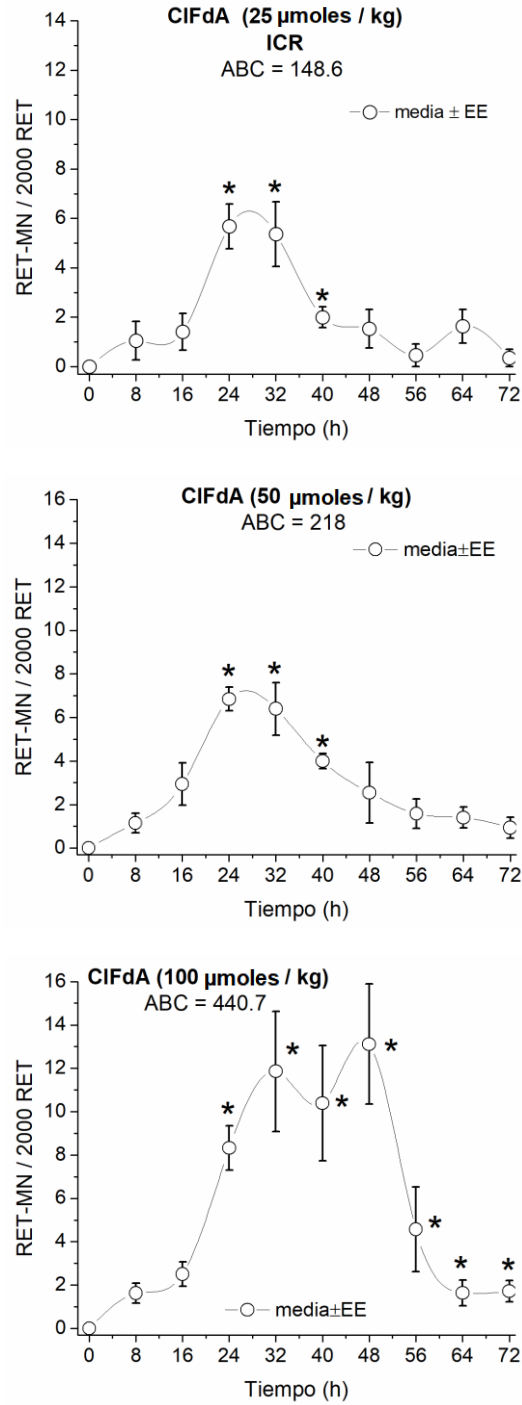 ClFdA (25 µmoles / kg)
ICR
ABC = 148.6
media ± EE
RET-MN / 2000 RET
14
12
10
8
6
4
2
0
* * *
0 8 16 24 32 40 48 56 64 72
Tiempo (h)
ClFdA (50 µmoles / kg)
ABC = 218
media±EE
RET-MN / 2000 RET
16
14
12
10
8
6
4
2
0
* * *
0 8 16 24 32 40 48 56 64 72
Tiempo (h)
ClFdA (100 µmoles / kg)
ABC = 440.7
RET-MN / 2000 RET
16
14
12
10
8
6
4
2
0
* * * * * * *
media±EE
0 8 16 24 32 40 48 56 64 72
Tiempo (h)